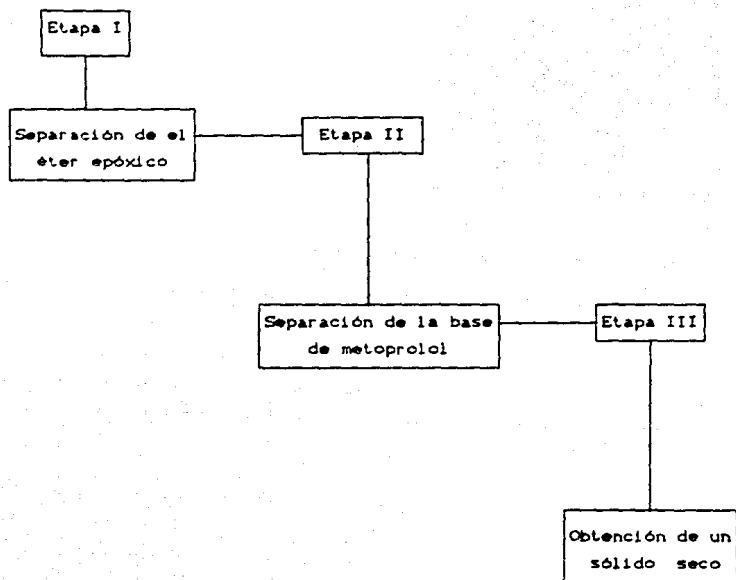 Etapa I
Separación de el
éter epóxico
Etapa II
Separación de la base
de metoprolol
Etapa III
Obtención de un
sólido seco